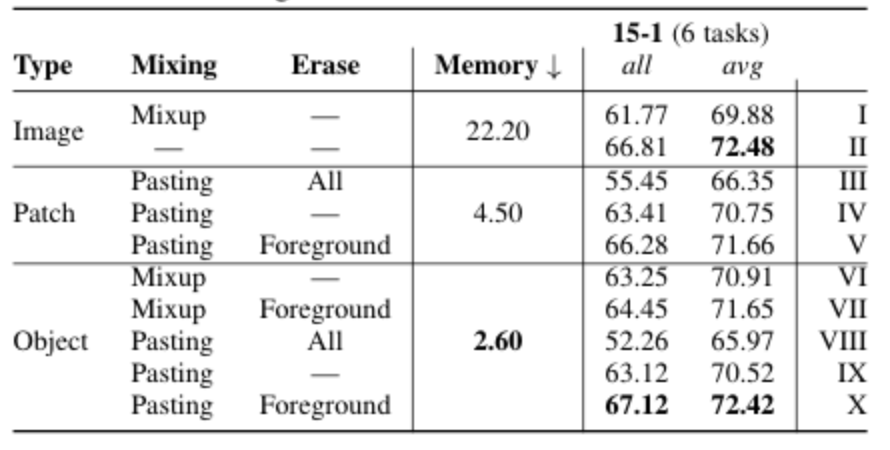 15-1 (6 tasks)
Type Mixing Erase Memory ↓ all avg
Image Mixup — 22.20 61.77 69.88 I
— — 66.81 72.48 II
Patch Pasting All 4.50 55.45 66.35 III
Pasting — 63.41 70.75 IV
Pasting Foreground 66.28 71.66 V
Object Mixup — 2.60 63.25 70.91 VI
Mixup Foreground 64.45 71.65 VII
Pasting All 52.26 65.97 VIII
Pasting — 63.12 70.52 IX
Pasting Foreground 67.12 72.42 X